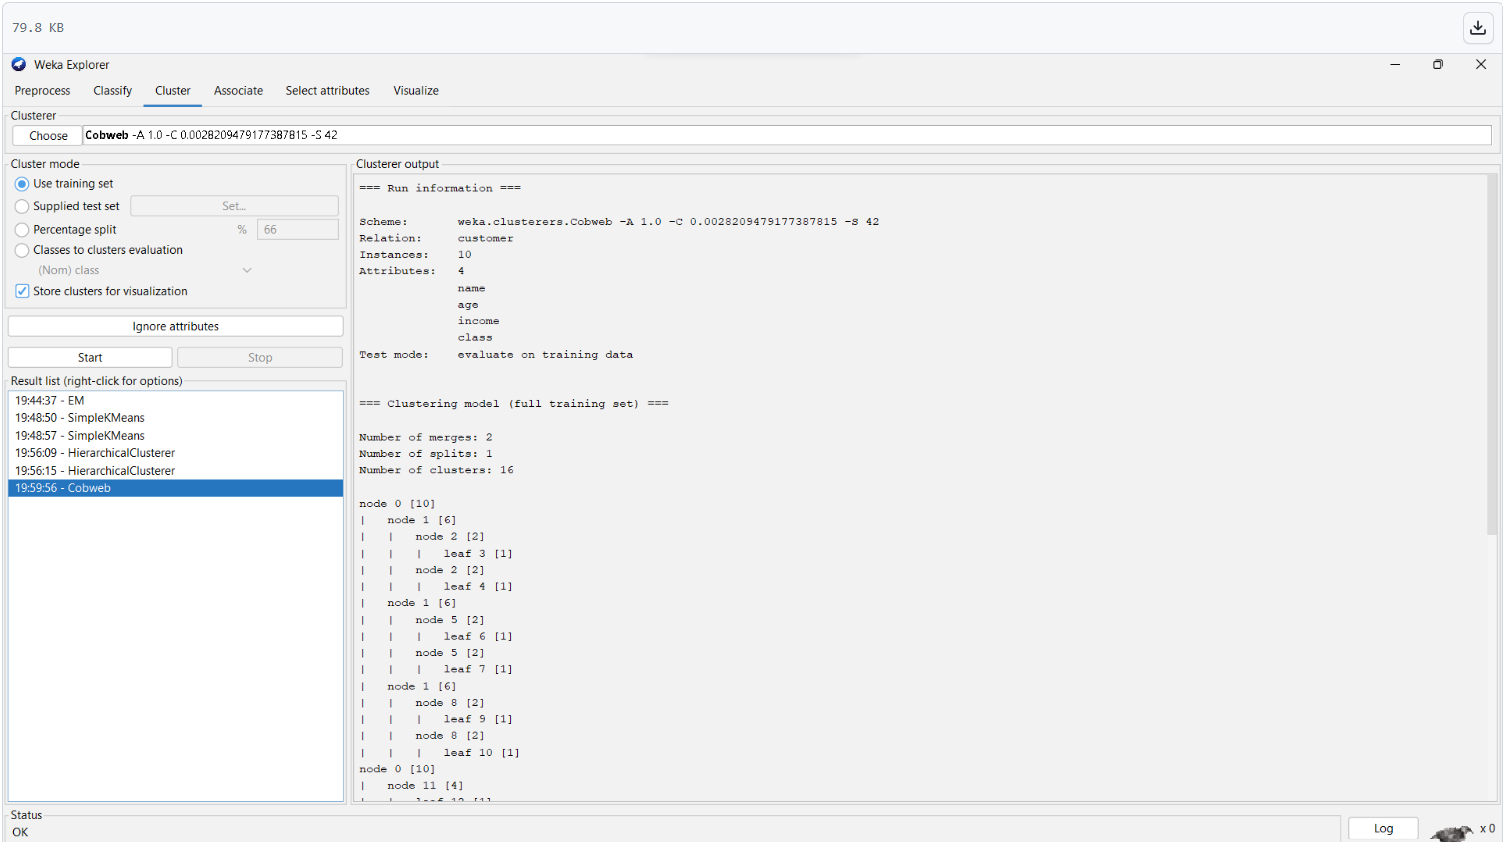 79.8 KB
Weka Explorer
Preprocess Classify Cluster Associate Select attributes Visualize
Clusterer
Choose Cobweb -A 1.0 -C 0.0028209479177387815 -S 42
Cluster mode
Use training set
Supplied test set Set...
Percentage split % 66
Classes to clusters evaluation
(Nom) class
Store clusters for visualization
Ignore attributes
Start Stop
Result list (right-click for options)
19:44:37 - EM
19:48:50 - SimpleKMeans
19:48:57 - SimpleKMeans
19:56:09 - HierarchicalClusterer
19:56:15 - HierarchicalClusterer
19:59:56 - Cobweb
Clusterer output
=== Run information ===
Scheme: weka.clusterers.Cobweb -A 1.0 -C 0.0028209479177387815 -S 42
Relation: customer
Instances: 10
Attributes: 4
name
age
income
class
Test mode: evaluate on training data
=== Clustering model (full training set) ===
Number of merges: 2
Number of splits: 1
Number of clusters: 16
node 0 [10]
| node 1 [6]
| | node 2 [2]
| | | leaf 3 [1]
| | node 2 [2]
| | | leaf 4 [1]
| node 1 [6]
| | node 5 [2]
| | | leaf 6 [1]
| | node 5 [2]
| | | leaf 7 [1]
| node 1 [6]
| | node 8 [2]
| | | leaf 9 [1]
| | node 8 [2]
| | | leaf 10 [1]
node 0 [10]
| node 11 [4]
| | leaf 12 [1]
Status
OK
Log x 0